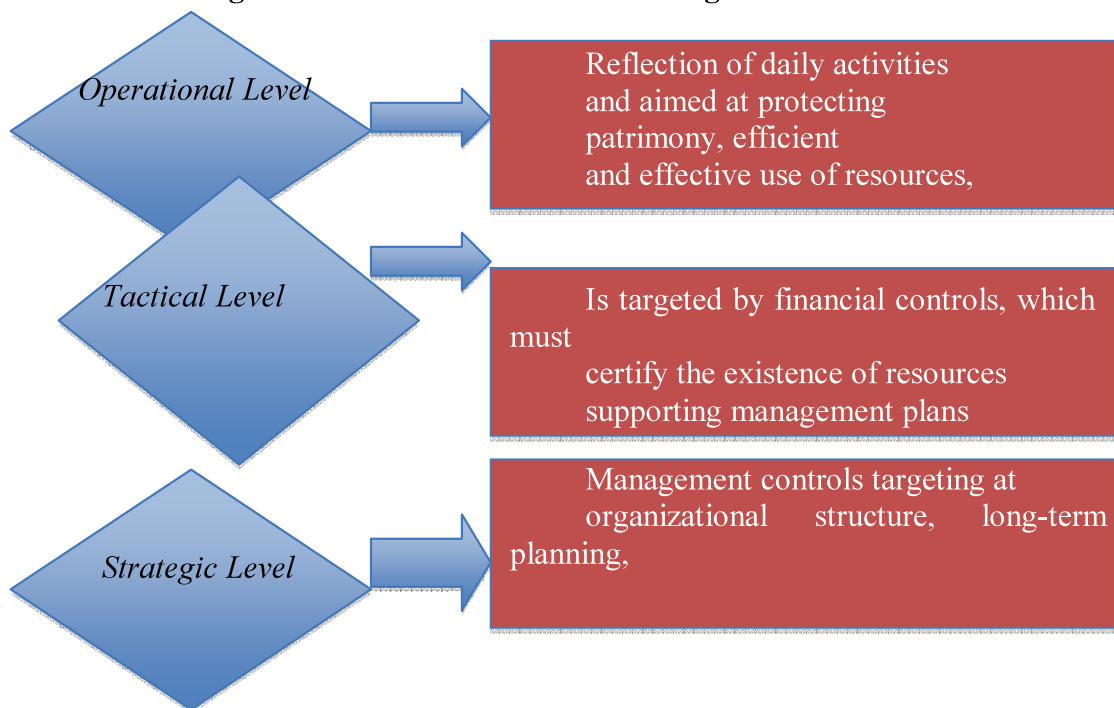 Operational Level
Reflection of daily activities
and aimed at protecting
patrimony, efficient
and effective use of resources,
Tactical Level
Is targeted by financial controls, which
must
certify the existence of resources
supporting management plans
Strategic Level
Management controls targeting at
organizational structure, long-term
planning,